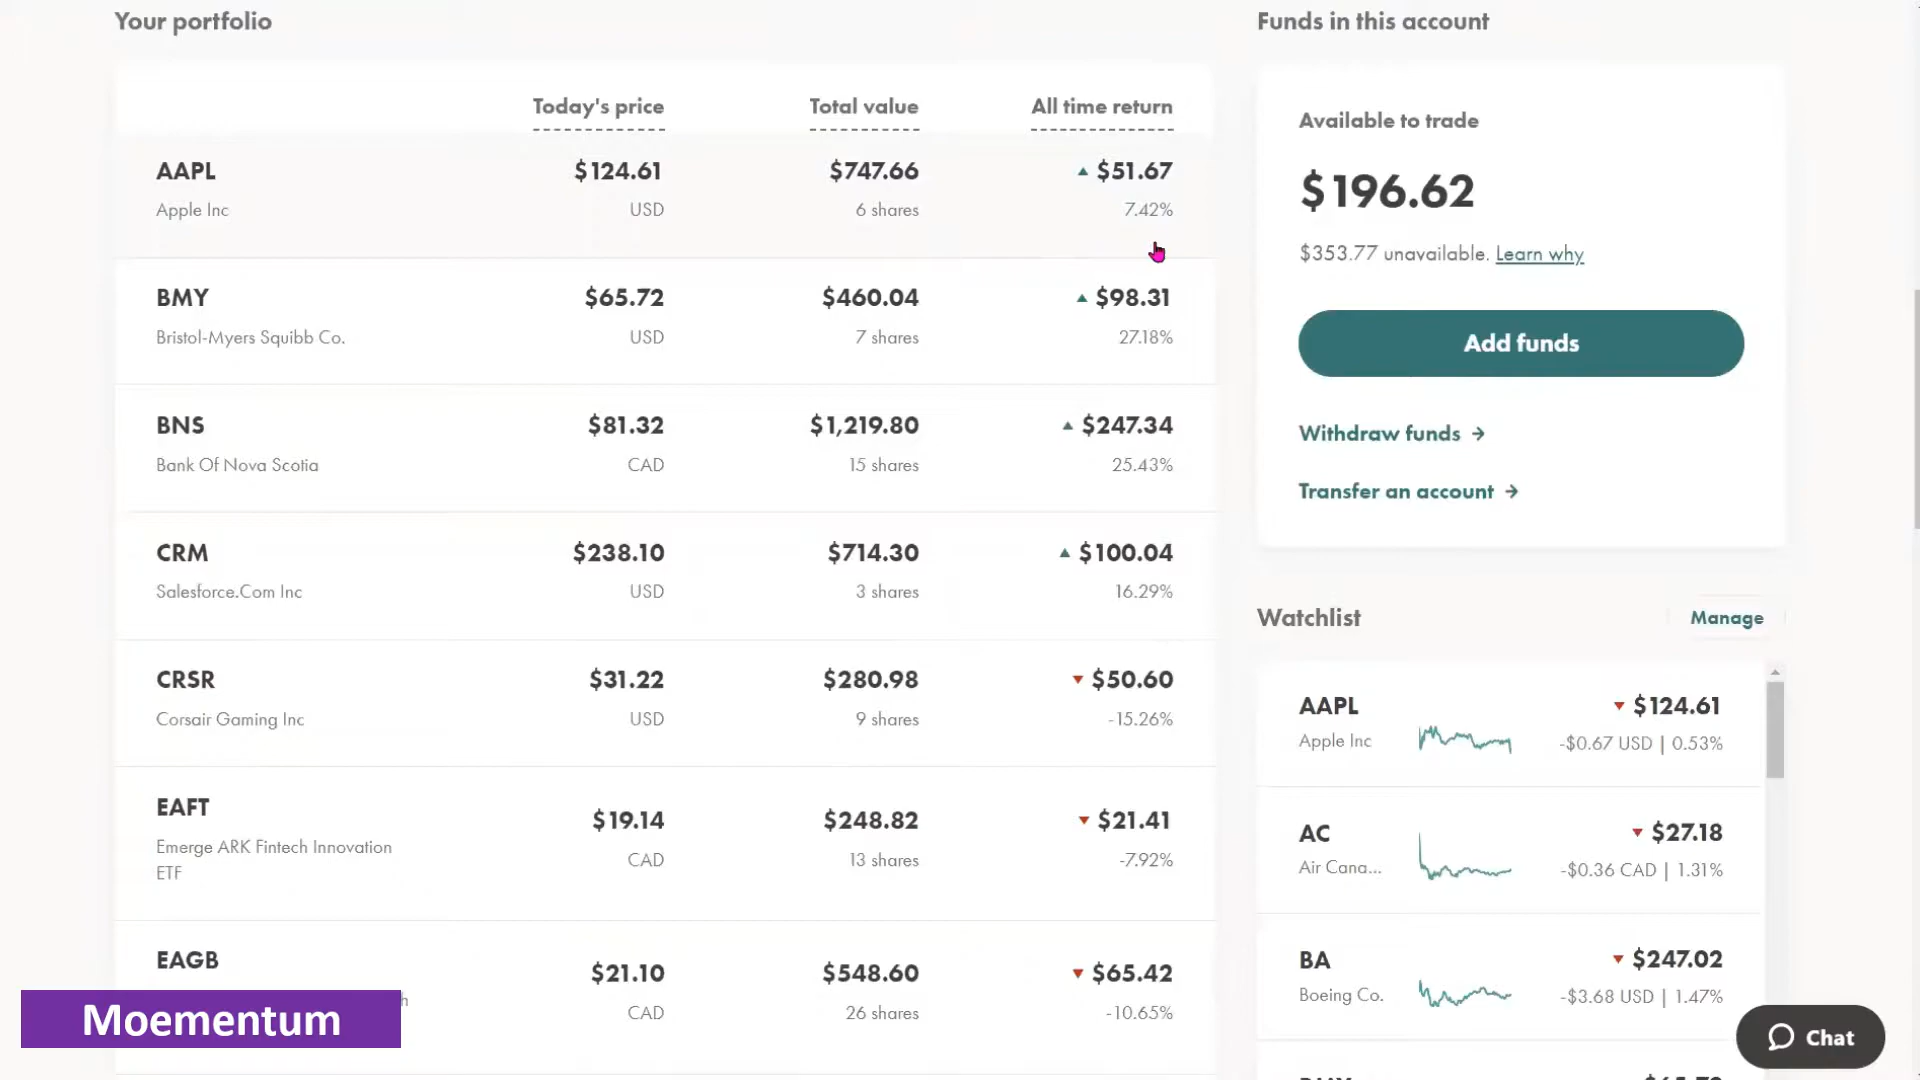 Your portfolio
Today's price Total value All time return
AAPL $124.61 $747.66 $51.67
Apple Inc USD 6 shares 7.42%
BMY $65.72 $460.04 $98.31
Bristol-Myers Squibb Co. USD 7 shares 27.18%
BNS $81.32 $1,219.80 $247.34
Bank Of Nova Scotia CAD 15 shares 25.43%
CRM $238.10 $714.30 $100.04
Salesforce.Com Inc USD 3 shares 16.29%
CRSR $31.22 $280.98 $50.60
Corsair Gaming Inc USD 9 shares -15.26%
EAFT $19.14 $248.82 $21.41
Emerge ARK Fintech Innovation
ETF CAD 13 shares -7.92%
EAGB $21.10 $548.60 $65.42
h CAD 26 shares -10.65%
Moementum
Funds in this account
Available to trade
$196.62
$353.77 unavailable. Learn why
Add funds
Withdraw funds →
Transfer an account →
Watchlist Manage
AAPL $124.61
Apple Inc -$0.67 USD | 0.53%
AC $27.18
Air Cana... -$0.36 CAD | 1.31%
BA $247.02
Boeing Co. -$3.68 USD | 1.47%
Chat